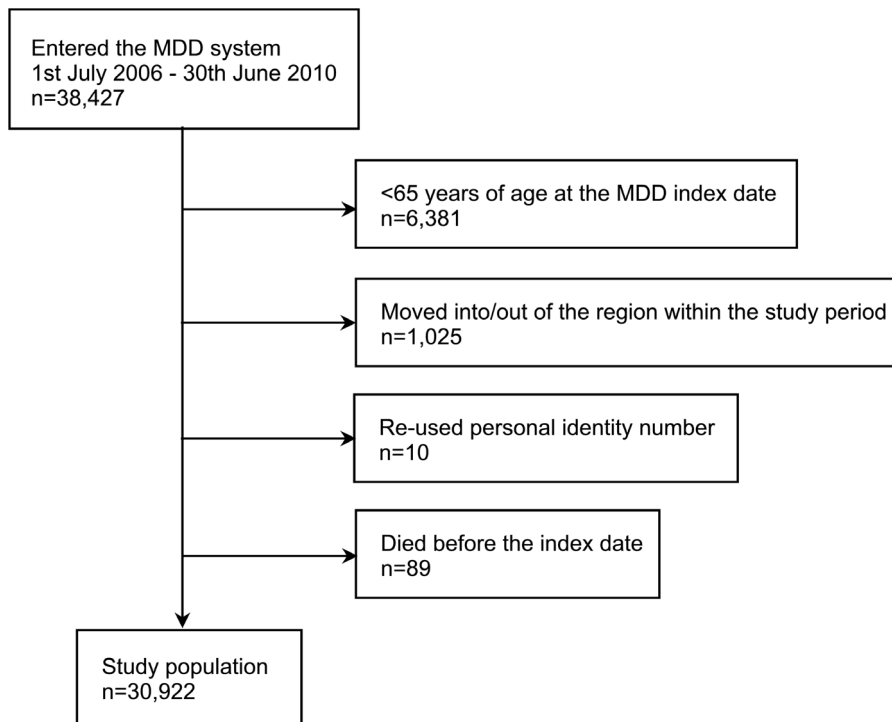 Entered the MDD system
1st July 2006 - 30th June 2010
n=38,427
<65 years of age at the MDD index date
n=6,381
Moved into/out of the region within the study period
n=1,025
Re-used personal identity number
n=10
Died before the index date
n=89
Study population
n=30,922